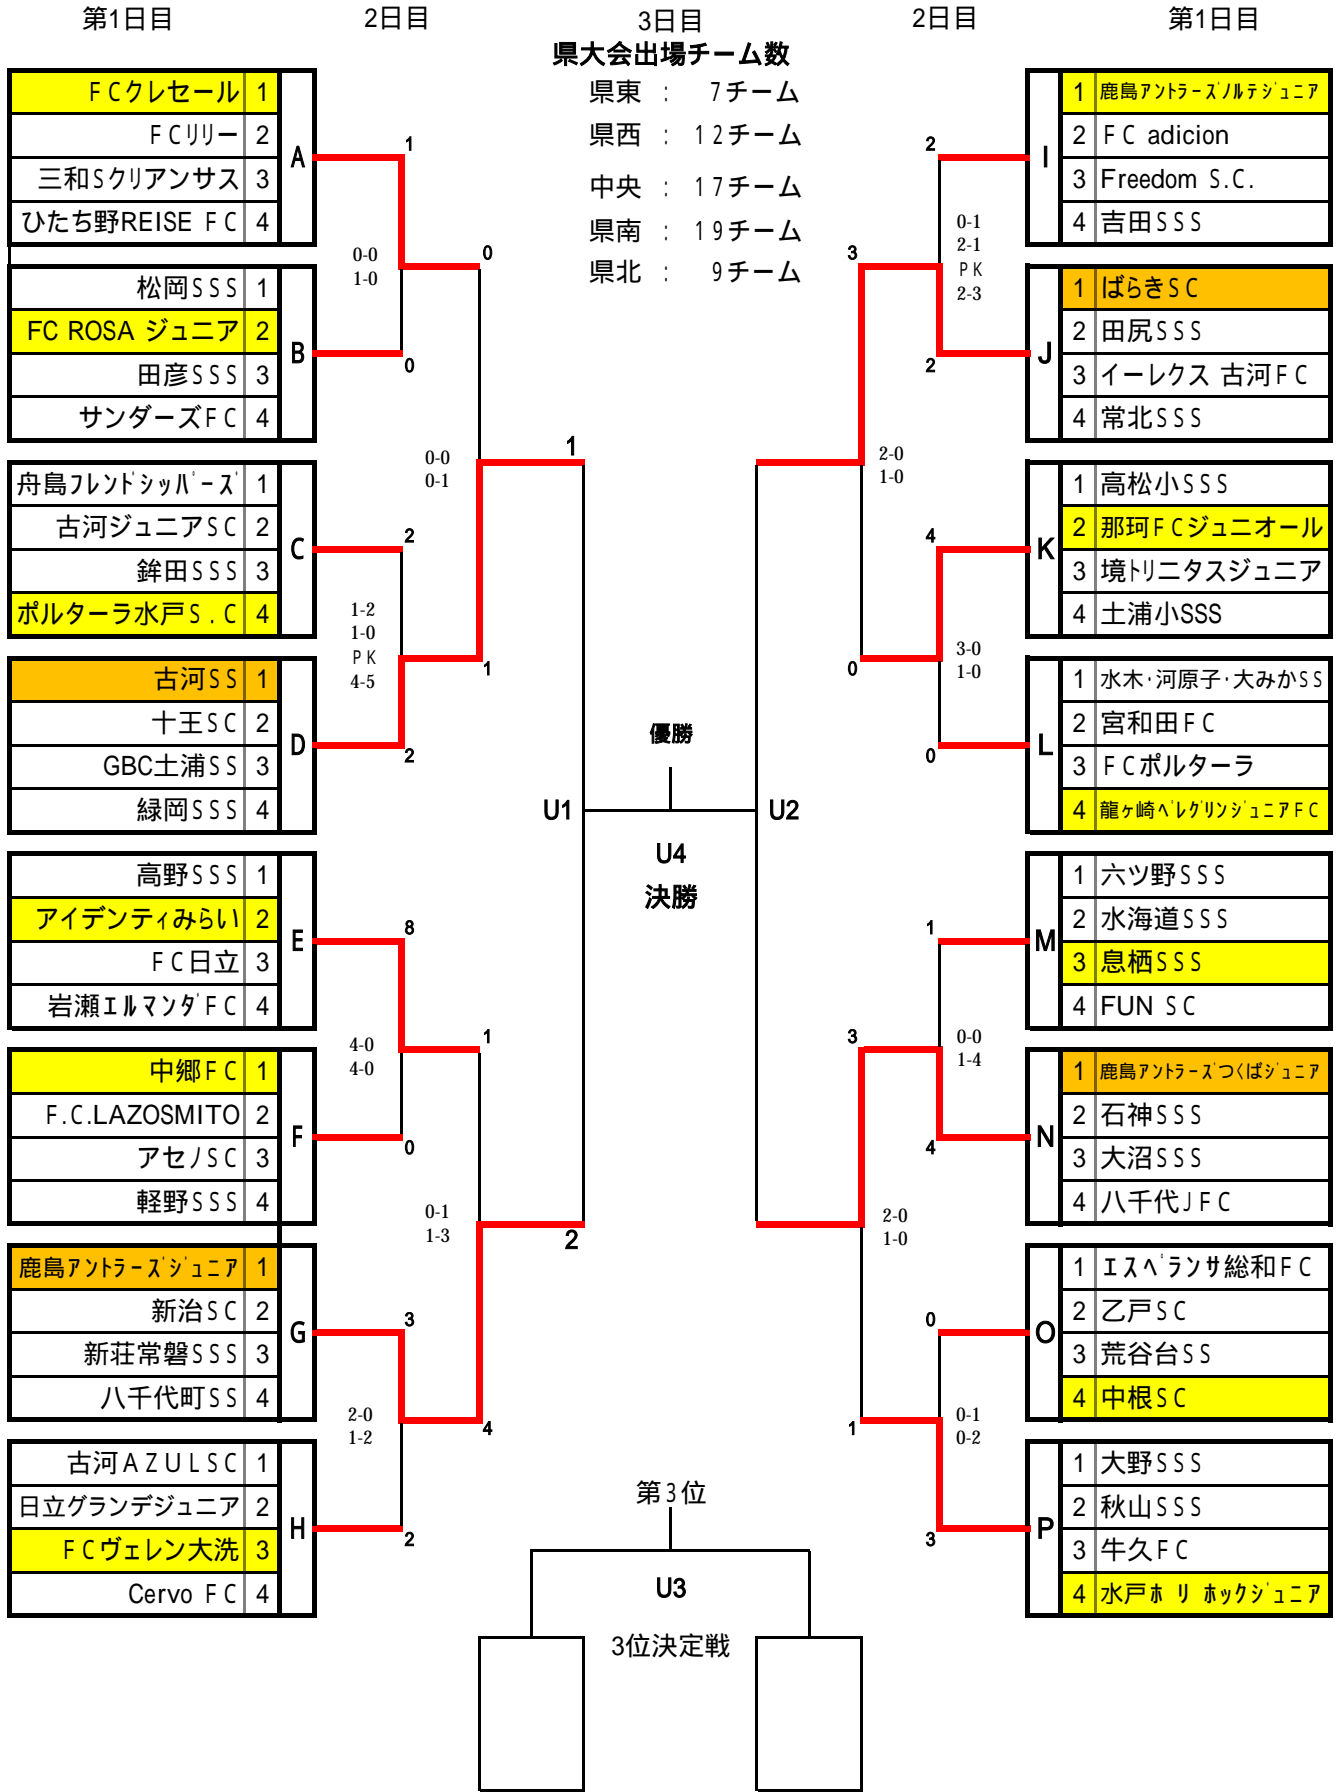 第1日目
2日目
3日目
2日目
第1日目
県大会出場チーム数
県東 : 7チーム
県西 : 12チーム
中央 : 17チーム
県南 : 19チーム
県北 : 9チーム
FCクレセール 1
FCリリー 2
三和Sクリアンサス 3
ひたち野REISE FC 4
A
松岡SSS 1
FC ROSA ジュニア 2
田彦SSS 3
サンダーズFC 4
B
舟島フレンドシッパーズ 1
古河ジュニアSC 2
鉾田SSS 3
ポルターラ水戸S.C 4
C
古河SS 1
十王SC 2
GBC土浦SS 3
緑岡SSS 4
D
高野SSS 1
アイデンティみらい 2
FC日立 3
岩瀬エルマンダFC 4
E
中郷FC 1
F.C.LAZOSMITO 2
アセノSC 3
軽野SSS 4
F
鹿島アントラーズジュニア 1
新治SC 2
新荘常磐SSS 3
八千代町SS 4
G
古河AZULSC 1
日立グランデジュニア 2
FCヴェレン大洗 3
Cervo FC 4
H
1
0-0
1-0
0
0
0-0
0-1
1
2
1-2
1-0
PK
4-5
2
1
8
4-0
4-0
0
1
0-1
1-3
2
3
2-0
1-2
2
4
U1
優勝
U4
決勝
U2
第3位
U3
3位決定戦
2
0-1
2-1
PK
2-3
2
3
2-0
1-0
4
3-0
1-0
0
0
1
0-0
1-4
4
3
2-0
1-0
0
0-1
0-2
3
1
I
1 鹿島アントラーズノルテジュニア
2 FC adicion
3 Freedom S.C.
4 吉田SSS
J
1 ばらきSC
2 田尻SSS
3 イーレクス 古河FC
4 常北SSS
K
1 高松小SSS
2 那珂FCジュニオール
3 境トリニタスジュニア
4 土浦小SSS
L
1 水木・河原子・大みかSS
2 宮和田FC
3 FCポルターラ
4 龍ヶ崎ペレグリンジュニアFC
M
1 六ツ野SSS
2 水海道SSS
3 息栖SSS
4 FUN SC
N
1 鹿島アントラーズつくばジュニア
2 石神SSS
3 大沼SSS
4 八千代JFC
O
1 エスペランサ総和FC
2 乙戸SC
3 荒谷台SS
4 中根SC
P
1 大野SSS
2 秋山SSS
3 牛久FC
4 水戸ホリホックジュニア